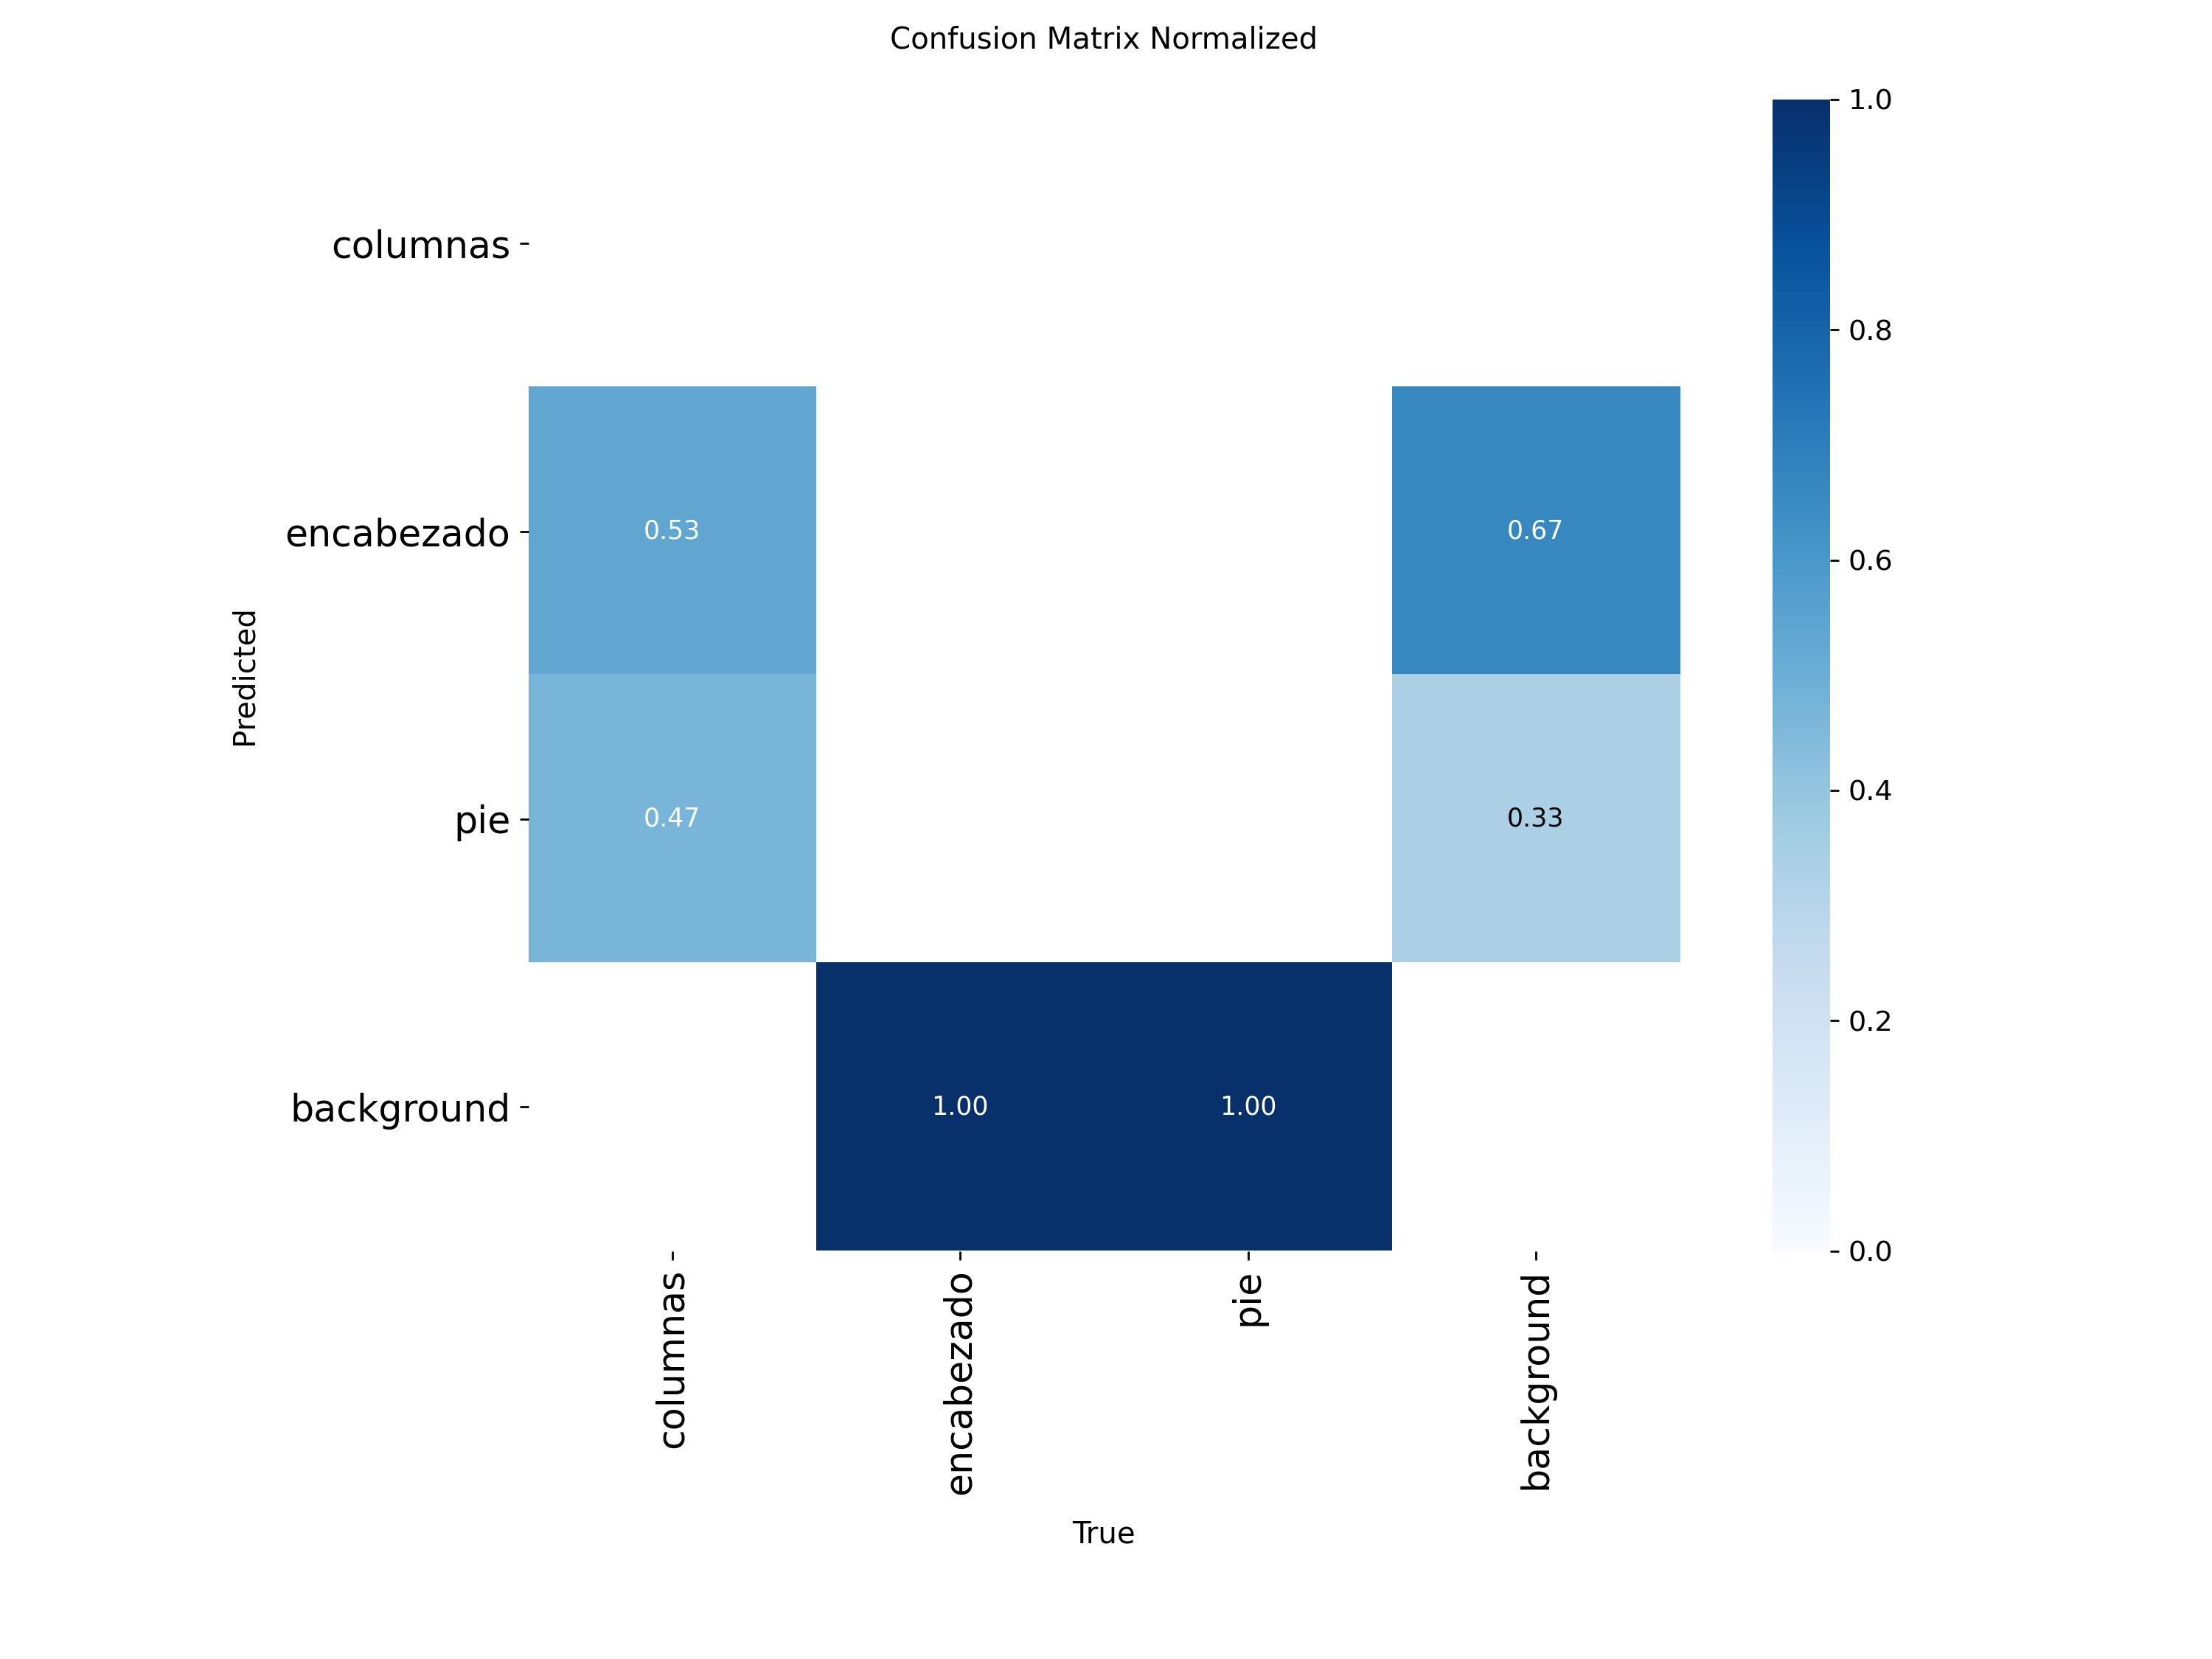 Confusion Matrix Normalized
columnas
encabezado
pie
background
Predicted
0.53
0.67
0.47
0.33
1.00
1.00
columnas
encabezado
pie
background
True
1.0
0.8
0.6
0.4
0.2
0.0